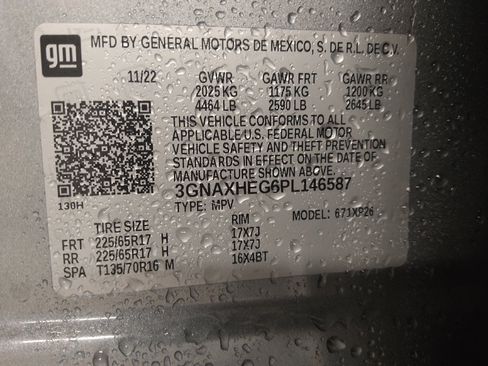 gm
MFD BY GENERAL MOTORS DE MEXICO, S. DE R.L. DE C.V.
11/22 GVWR GAWR FRT GAWR RR
2025 KG 1175 KG 1200 KG
4464 LB 2590 LB 2645 LB
THIS VEHICLE CONFORMS TO ALL
APPLICABLE U.S. FEDERAL MOTOR
VEHICLE SAFETY AND THEFT PREVENTION
STANDARDS IN EFFECT ON THE DATE OF
MANUFACTURE SHOWN ABOVE.
3GNAXHEG6PL146587
130H
TYPE: MPV MODEL: 671XP26
TIRE SIZE RIM
FRT 225/65R17 H 17X7J
RR 225/65R17 H 17X7J
SPA T135/70R16 M 16X4BT